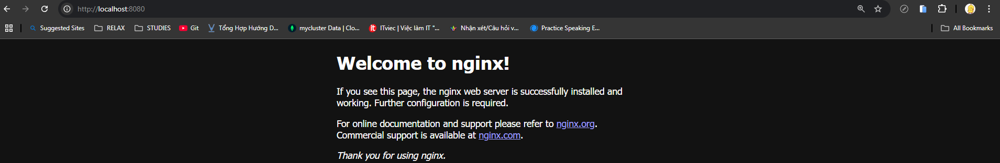 http://localhost:8080
Suggested Sites RELAX STUDIES Git Tổng Hợp Hướng D... mycluster Data | Clo... it ITviec | Việc làm IT "... Nhận xét/Câu hỏi v... Practice Speaking E... All Bookmarks
Welcome to nginx!
If you see this page, the nginx web server is successfully installed and
working. Further configuration is required.
For online documentation and support please refer to nginx.org.
Commercial support is available at nginx.com.
Thank you for using nginx.